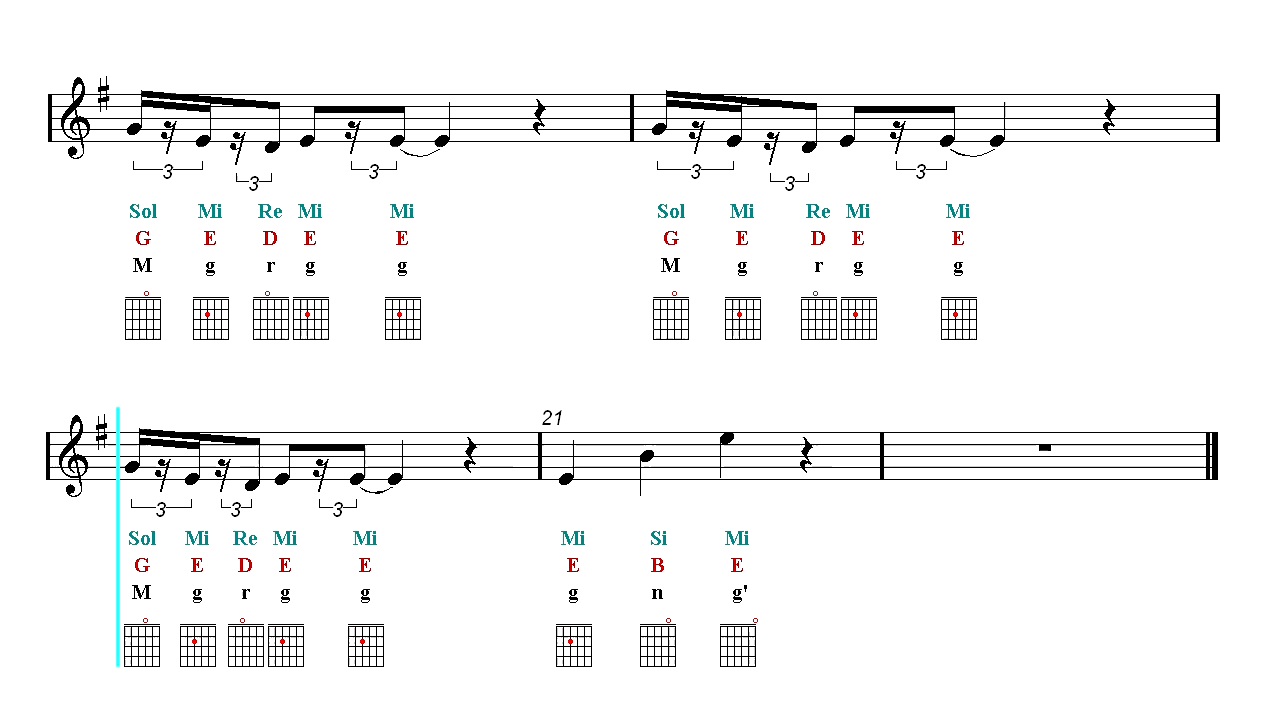 3 3 3 3 3 3
Sol Mi Re Mi Mi Sol Mi Re Mi Mi
G E D E E G E D E E
M g r g g M g r g g
21
3 3 3
Sol Mi Re Mi Mi Mi Si Mi
G E D E E E B E
M g r g g g n g'